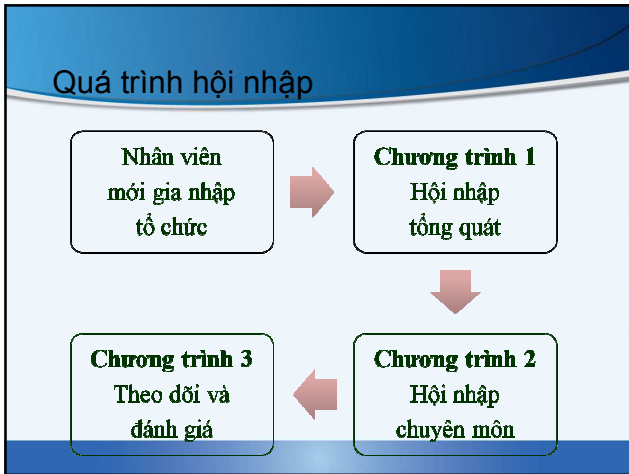 Quá trình hội nhập
Nhân viên
mới gia nhập
tổ chức
Chương trình 1
Hội nhập
tổng quát
Chương trình 2
Hội nhập
chuyên môn
Chương trình 3
Theo dõi và
đánh giá